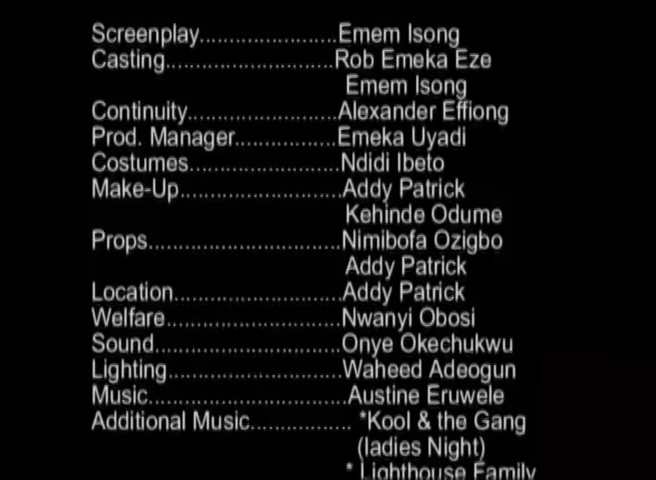 Screenplay.......................Emem Isong
Casting............................Rob Emeka Eze
Emem Isong
Continuity.........................Alexander Effiong
Prod. Manager.................Emeka Uyadi
Costumes.........................Ndidi Ibeto
Make-Up...........................Addy Patrick
Kehinde Odume
Props................................Nimibofa Ozigbo
Addy Patrick
Location............................Addy Patrick
Welfare.............................Nwanyi Obosi
Sound...............................Onye Okechukwu
Lighting.............................Waheed Adeogun
Music.................................Austine Eruwele
Additional Music................. *Kool & the Gang
(ladies Night)
* Lighthouse Family